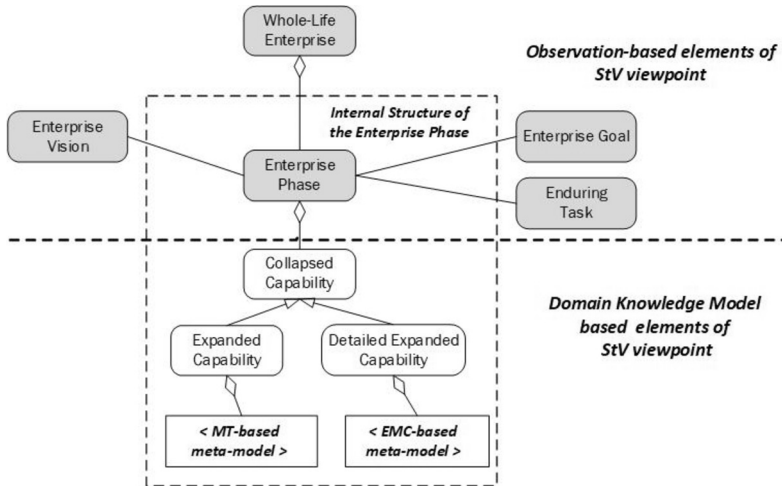 Whole-Life
Enterprise
Observation-based elements of
StV viewpoint
Internal Structure of
the Enterprise Phase
Enterprise
Vision
Enterprise Goal
Enterprise
Phase
Enduring
Task
Collapsed
Capability
Domain Knowledge Model
based elements of
StV viewpoint
Expanded
Capability
Detailed Expanded
Capability
< MT-based
meta-model >
< EMC-based
meta-model >